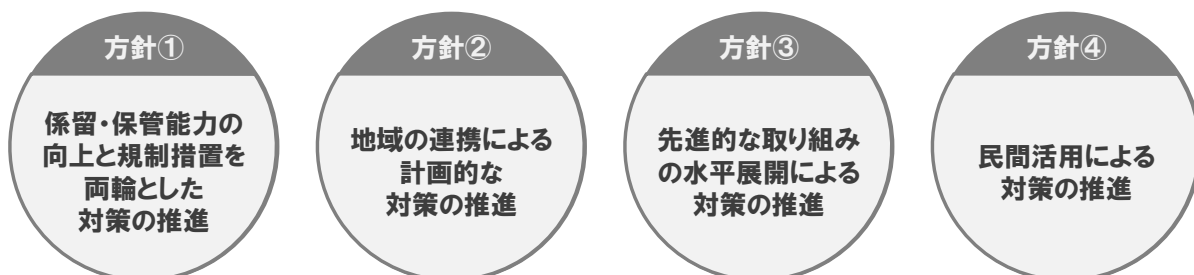 方針①
係留・保管能力の
向上と規制措置を
両輪とした
対策の推進
方針②
地域の連携による
計画的な
対策の推進
方針③
先進的な取り組み
の水平展開による
対策の推進
方針④
民間活用による
対策の推進